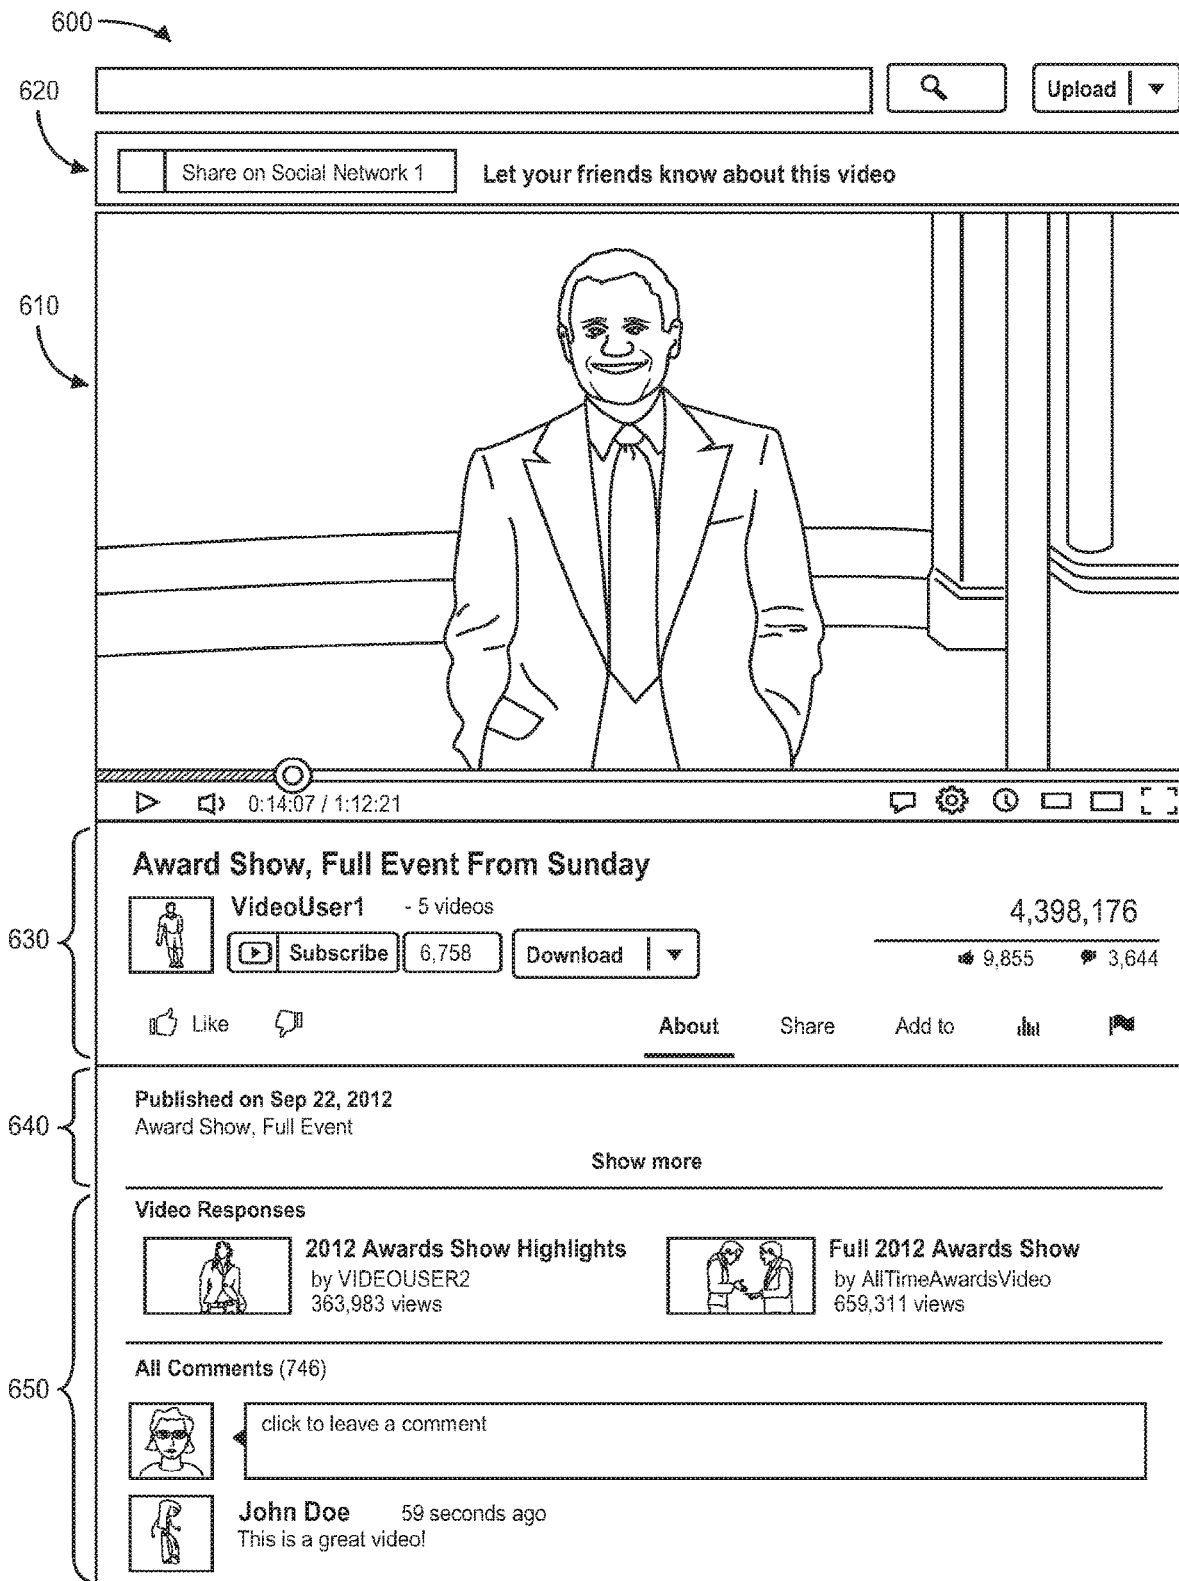 600
620
Upload
Share on Social Network 1 Let your friends know about this video
610
0:14:07 / 1:12:21
Award Show, Full Event From Sunday
VideoUser1 - 5 videos
4,398,176
630
Subscribe 6,758 Download
9,855 3,644
Like About Share Add to
Published on Sep 22, 2012
640
Award Show, Full Event
Show more
Video Responses
2012 Awards Show Highlights
by VIDEOUSER2
363,983 views
Full 2012 Awards Show
by AllTimeAwardsVideo
659,311 views
All Comments (746)
650
click to leave a comment
John Doe 59 seconds ago
This is a great video!